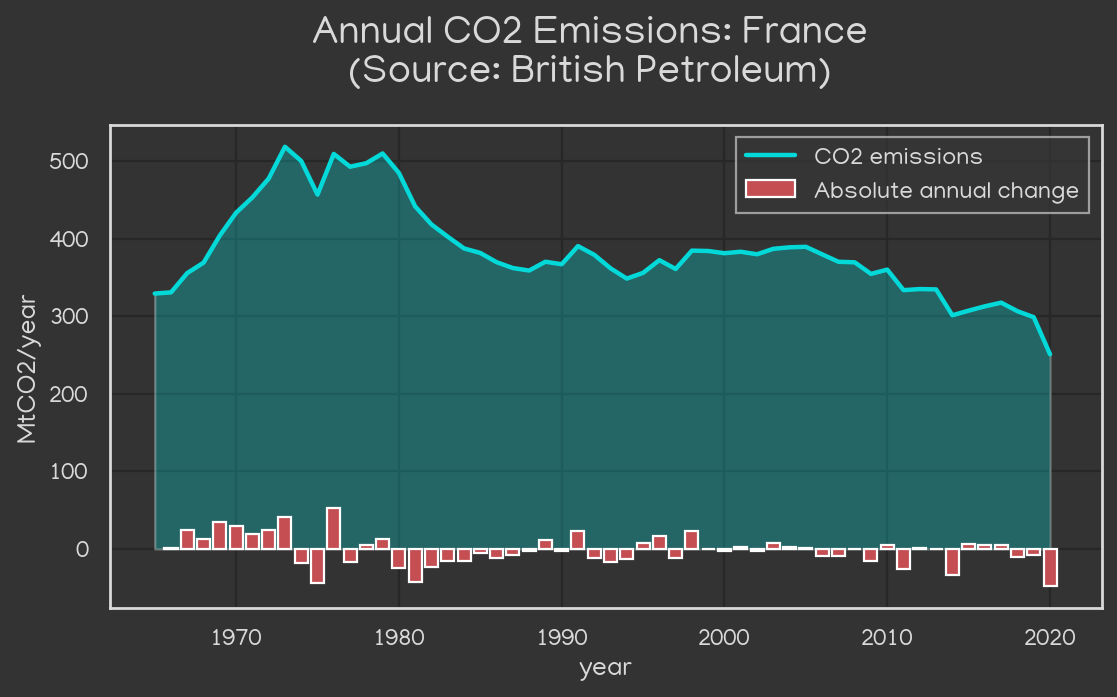 Annual CO2 Emissions: France
(Source: British Petroleum)
CO2 emissions
Absolute annual change
MtCO2/year
500
400
300
200
100
0
1970 1980 1990 2000 2010 2020
year